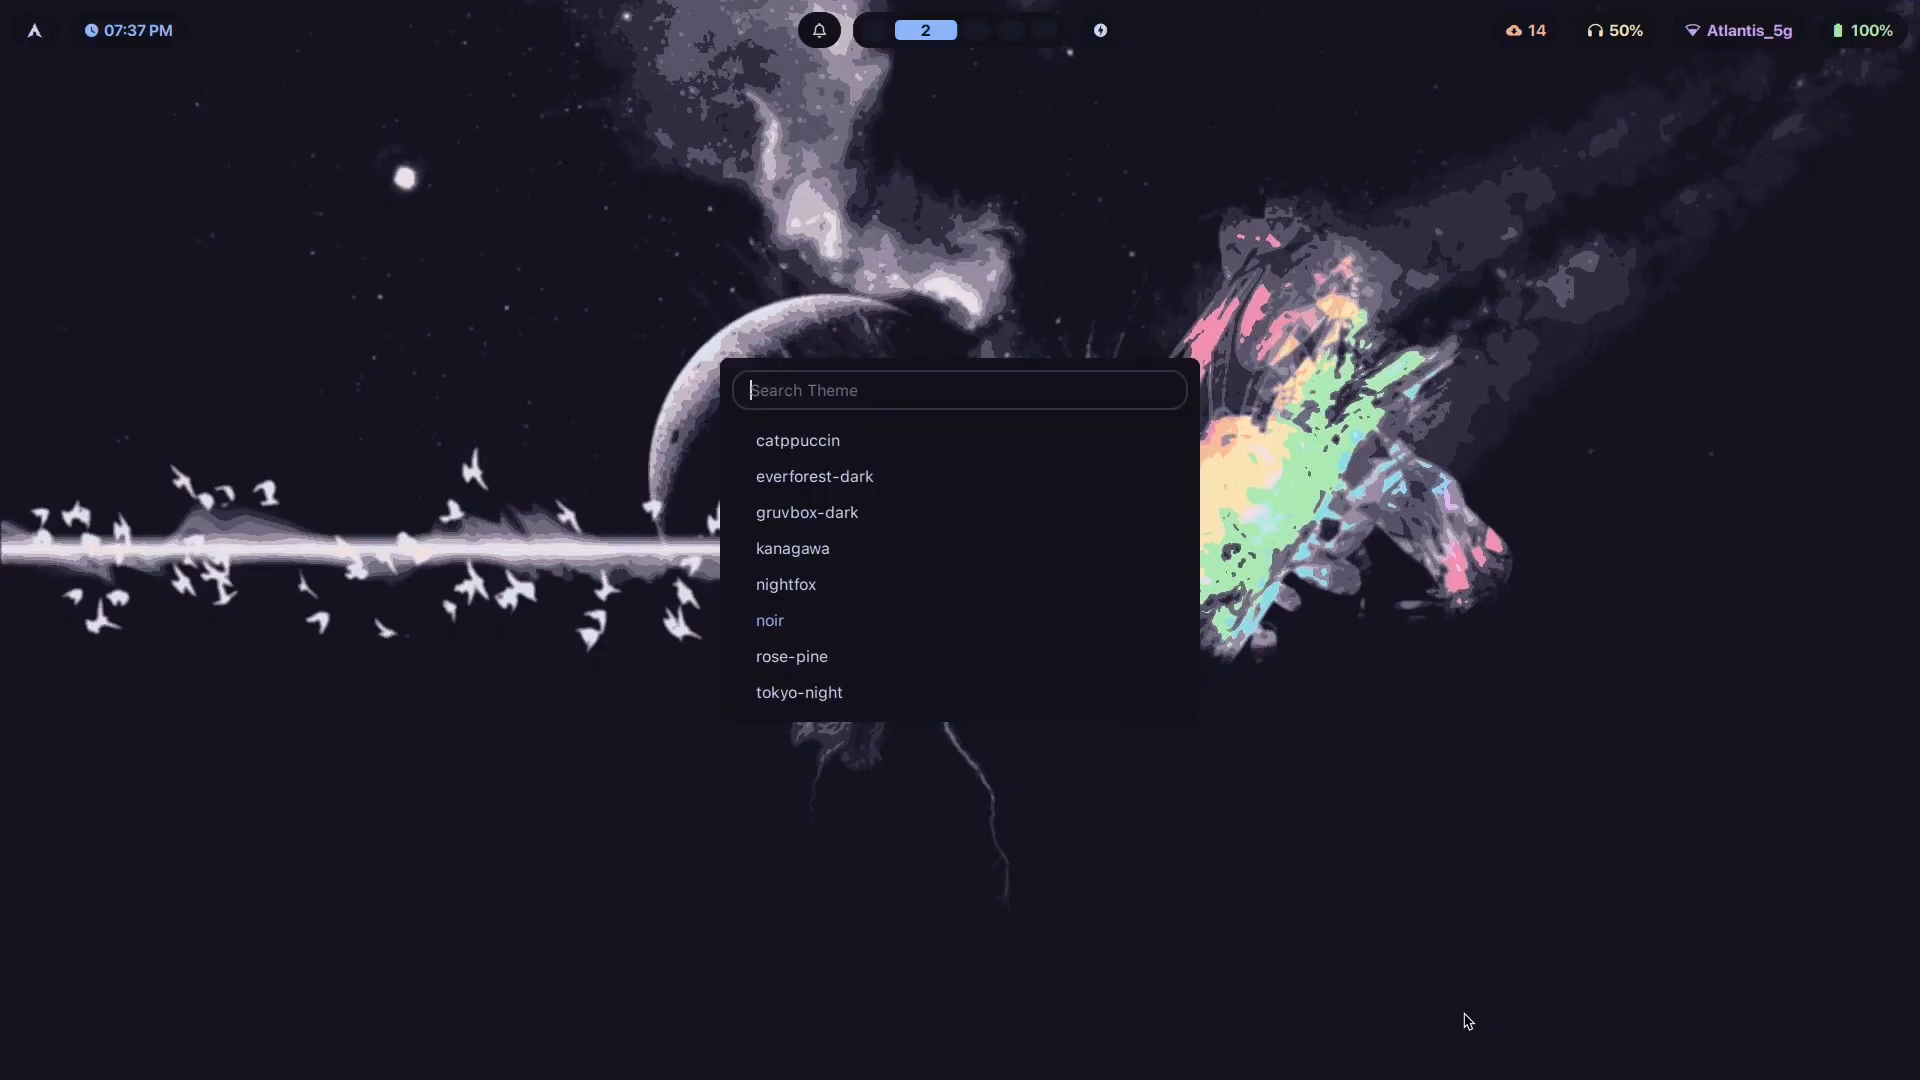 07:37 PM
2
14
50%
Atlantis_5g
100%
Search Theme
catppuccin
everforest-dark
gruvbox-dark
kanagawa
nightfox
noir
rose-pine
tokyo-night